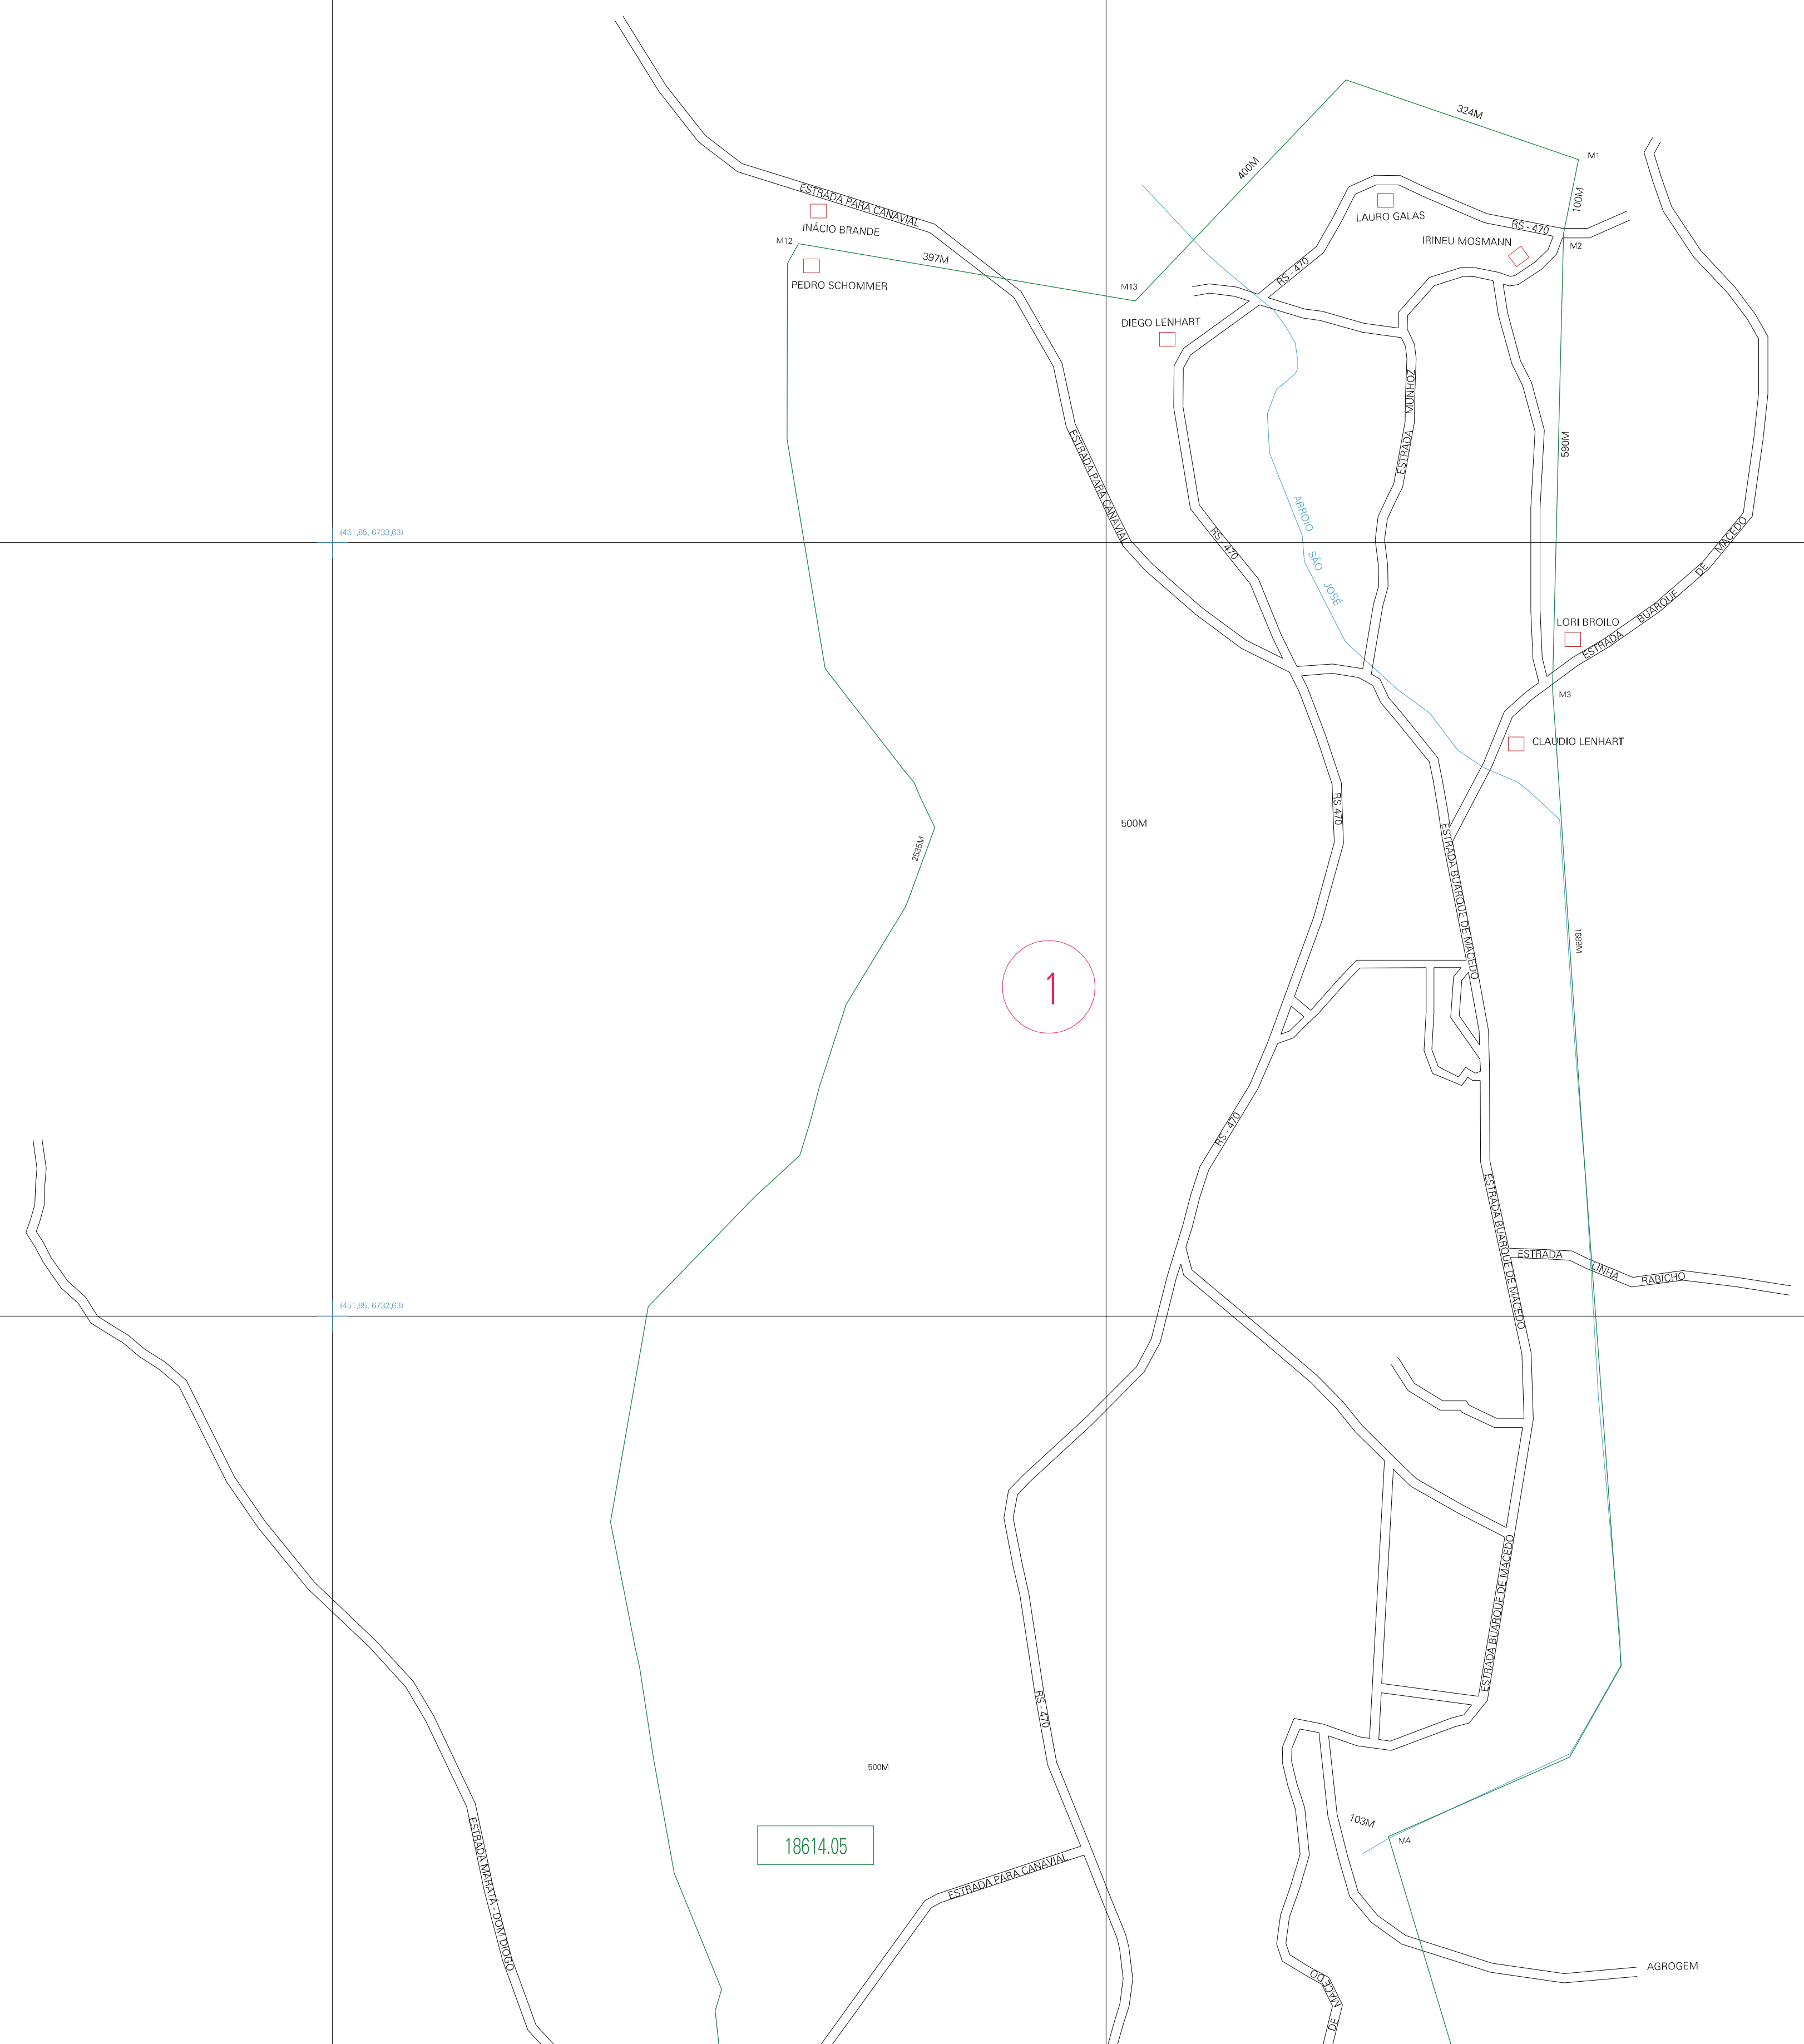 324M
M1
400M
100M
ESTRADA PARA CANAVIAL
LAURO GALAS
RS - 470
INÁCIO BRANDE
M12
IRINEU MOSMANN
M2
397M
RS - 470
PEDRO SCHOMMER
M13
DIEGO LENHART
ESTRADA MUNHOZ
590M
ESTRADA PARA CANAVIAL
ARROIO SÃO JOSÉ
(451,85, 6733,63)
RS - 470
ESTRADA BUARQUE DE MACEDO
LORI BROILO
M3
CLAUDIO LENHART
RS 470
500M
2535M
ESTRADA BUARQUE DE MACEDO
1689M
1
RS - 470
ESTRADA BUARQUE DE MACEDO
ESTRADA LINHA RABICHO
(451,85, 6732,63)
ESTRADA BUARQUE DE MACEDO
RS - 470
500M
103M
M4
18614.05
ESTRADA PARA CANAVIAL
ESTRADA MARATÁ - DOM DIOGO
AGROGEM
DE MACEDO